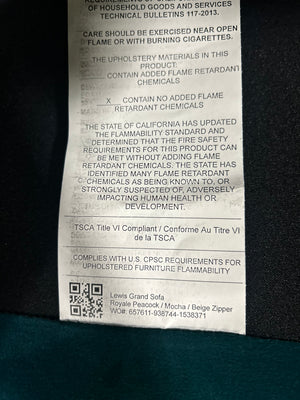 OF HOUSEHOLD GOODS AND SERVICES
TECHNICAL BULLETINS 117-2013.
CARE SHOULD BE EXERCISED NEAR OPEN
FLAME OR WITH BURNING CIGARETTES.
THE UPHOLSTERY MATERIALS IN THIS
PRODUCT:
CONTAIN ADDED FLAME RETARDANT
CHEMICALS
X CONTAIN NO ADDED FLAME
RETARDANT CHEMICALS
THE STATE OF CALIFORNIA HAS UPDATED
THE FLAMMABILITY STANDARD AND
DETERMINED THAT THE FIRE SAFETY
REQUIREMENTS FOR THIS PRODUCT CAN
BE MET WITHOUT ADDING FLAME
RETARDANT CHEMICALS. THE STATE HAS
IDENTIFIED MANY FLAME RETARDANT
CHEMICALS AS BEING KNOWN TO, OR
STRONGLY SUSPECTED OF, ADVERSELY
IMPACTING HUMAN HEALTH OR
DEVELOPMENT.
TSCA Title VI Compliant / Conforme Au Titre VI
de la TSCA
COMPLIES WITH U.S. CPSC REQUIREMENTS FOR
UPHOLSTERED FURNITURE FLAMMABILITY
Lewis Grand Sofa
Royale Peacock / Mocha / Beige Zipper
WO#: 657611-938744-1538371